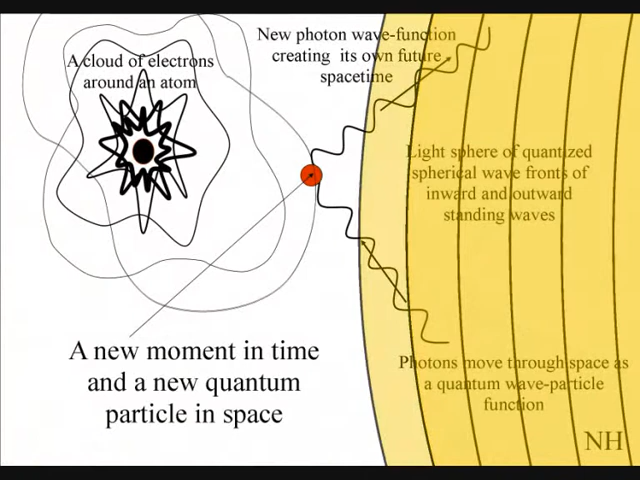 A cloud of electrons
around an atom
New photon wave-function
creating its own future
spacetime
Light sphere of quantized
spherical wave fronts of
inward and outward
standing waves
A new moment in time
and a new quantum
particle in space
Photons move through space as
a quantum wave-particle
function
NH